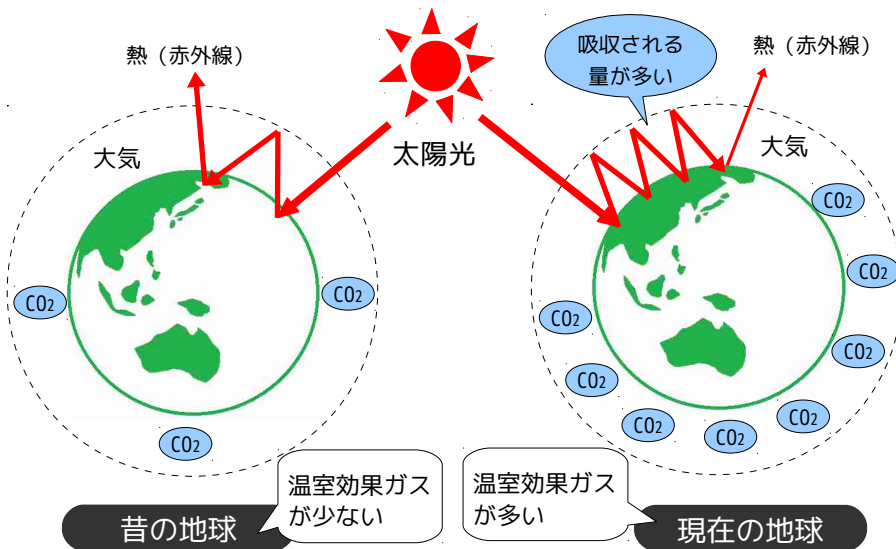 熱（赤外線）
大気
太陽光
吸収される
量が多い
熱（赤外線）
大気
CO2
CO2
CO2
CO2
CO2
CO2
CO2
CO2
CO2
CO2
CO2
温室効果ガス
が少ない
昔の地球
温室効果ガス
が多い
現在の地球